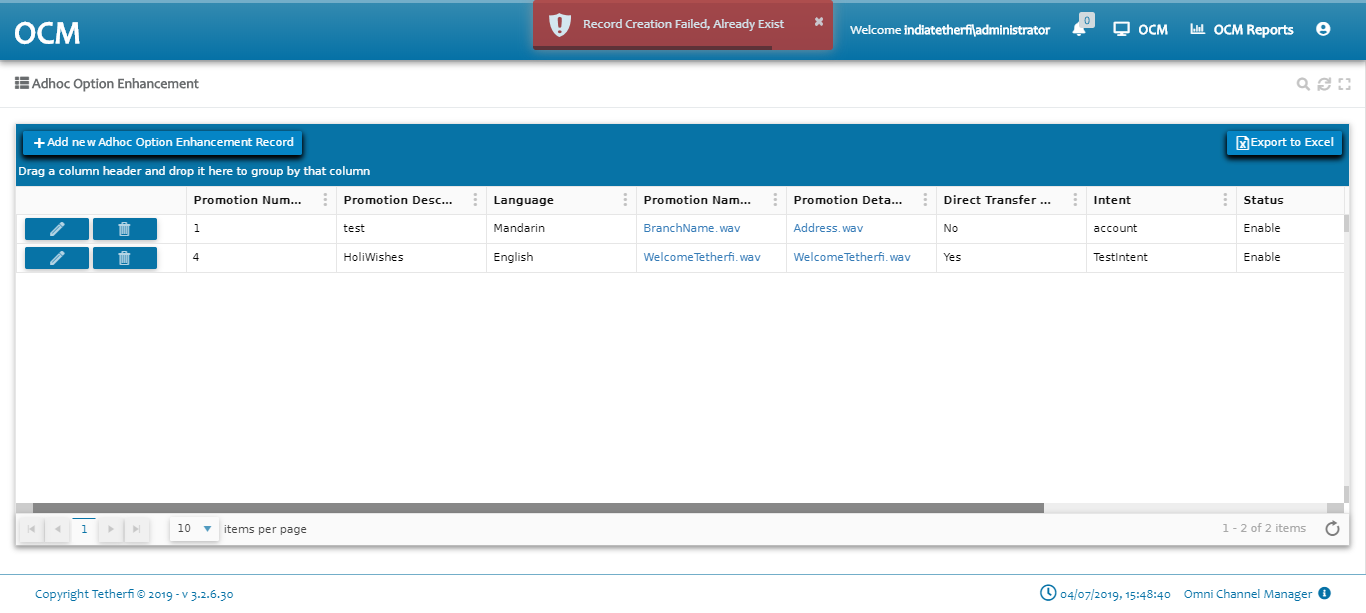 OCM
Record Creation Failed, Already Exist
Welcome indiatetherfi\administrator
0
OCM
OCM Reports
Adhoc Option Enhancement
Add new Adhoc Option Enhancement Record
Export to Excel
Drag a column header and drop it here to group by that column
Promotion Num... Promotion Desc... Language Promotion Nam... Promotion Deta... Direct Transfer ... Intent Status
1 test Mandarin BranchName.wav Address.wav No account Enable
4 HoliWishes English WelcomeTetherfi.wav WelcomeTetherfi.wav Yes TestIntent Enable
1 10 items per page 1 - 2 of 2 items
Copyright Tetherfi © 2019 - v 3.2.6.30 04/07/2019, 15:48:40 Omni Channel Manager